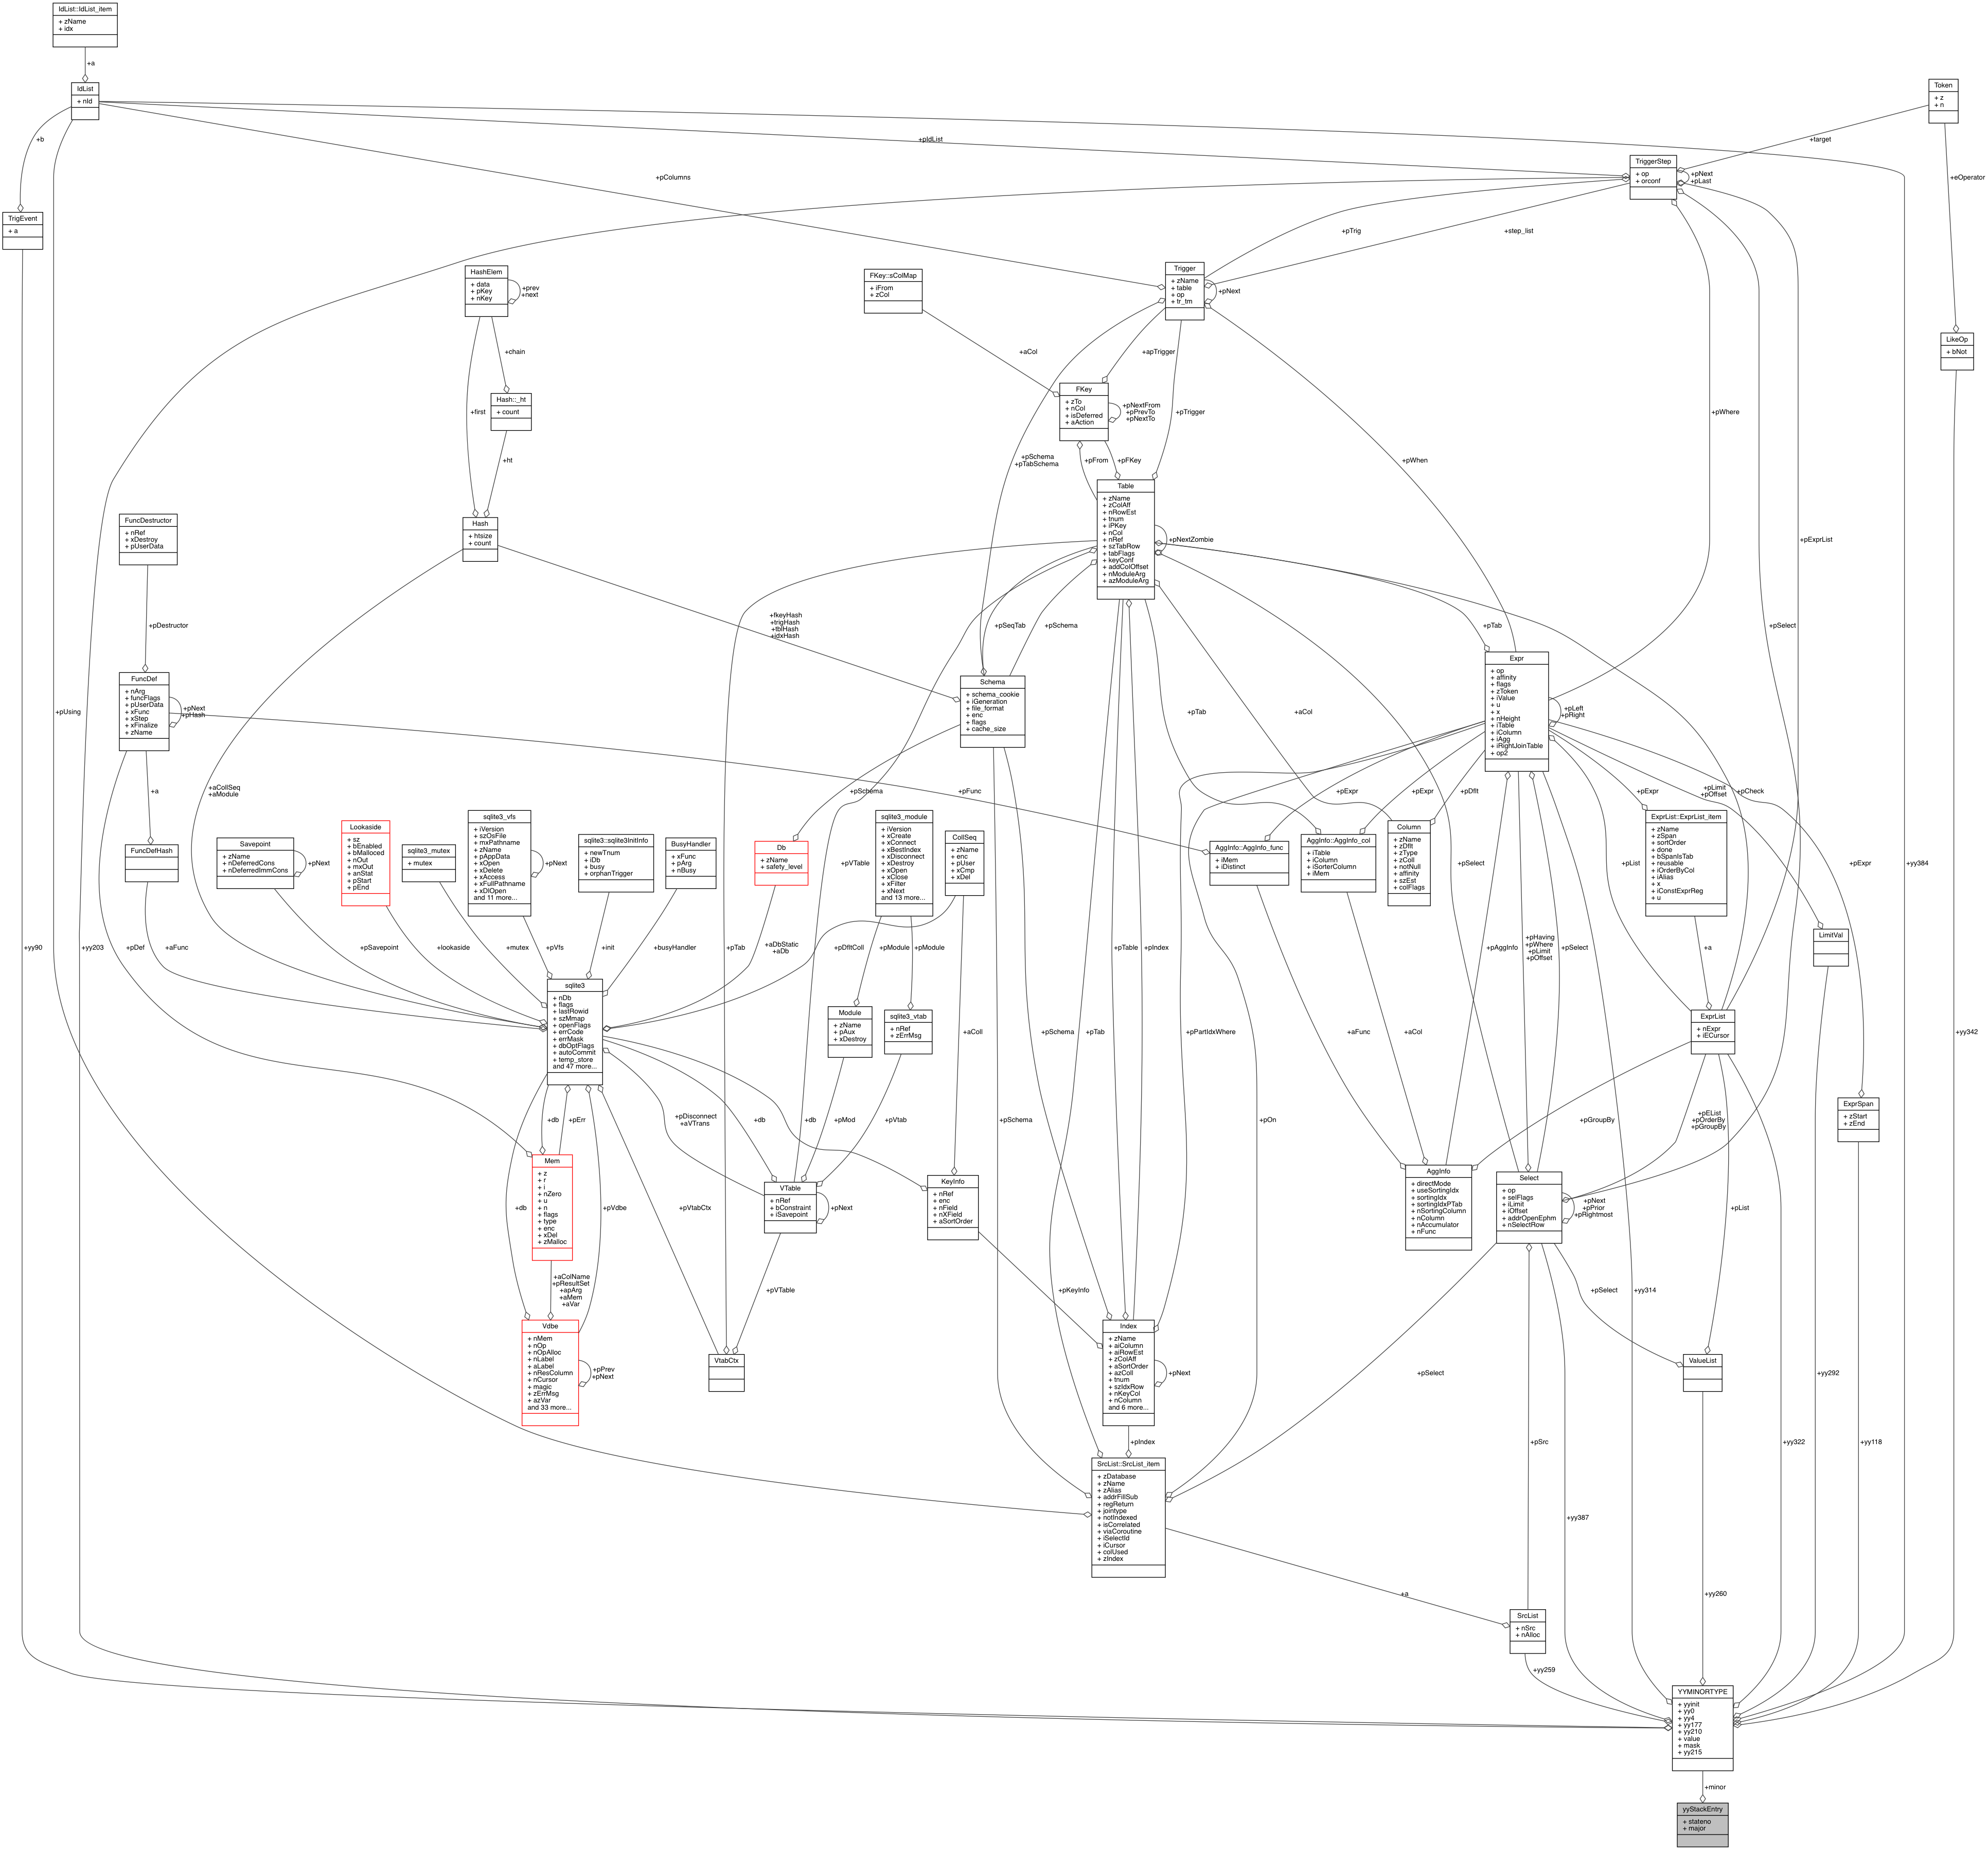 IdList::IdList_item
+ zName
+ idx
+a
IdList
+ nId
Token
+ z
+ n
+b
+pIdList
+target
TriggerStep
+ op
+ orconf
+pNext
+pLast
+pColumns
+eOperator
TrigEvent
+ a
+pTrig
+step_list
HashElem
+ data
+ pKey
+ nKey
+prev
+next
FKey::sColMap
+ iFrom
+ zCol
Trigger
+ zName
+ table
+ op
+ tr_tm
+pNext
LikeOp
+ bNot
+chain
+aCol
+apTrigger
Hash::_ht
+ count
+first
FKey
+ zTo
+ nCol
+ isDeferred
+ aAction
+pNextFrom
+pPrevTo
+pNextTo
+pTrigger
+pWhere
+ht
+pSchema
+pTabSchema
+pFrom
+pFKey
+pWhen
Table
+ zName
+ zColAff
+ nRowEst
+ tnum
+ iPKey
+ nCol
+ nRef
+ szTabRow
+ tabFlags
+ keyConf
+ addColOffset
+ nModuleArg
+ azModuleArg
+pNextZombie
+pExprList
FuncDestructor
+ nRef
+ xDestroy
+ pUserData
Hash
+ htsize
+ count
+pDestructor
+fkeyHash
+trigHash
+tblHash
+idxHash
+pSeqTab
+pSchema
+pTab
+pSelect
FuncDef
+ nArg
+ funcFlags
+ pUserData
+ xFunc
+ xStep
+ xFinalize
+ zName
+pNext
+pHash
+pUsing
Schema
+ schema_cookie
+ iGeneration
+ file_format
+ enc
+ flags
+ cache_size
+pTab
+aCol
Expr
+ op
+ affinity
+ flags
+ zToken
+ iValue
+ u
+ x
+ nHeight
+ iTable
+ iColumn
+ iAgg
+ iRightJoinTable
+ op2
+pLeft
+pRight
+a
+aCollSeq
+aModule
+pSchema
+pFunc
+pExpr
+pExpr
+pDflt
+pExpr
+pLimit
+pOffset
+pCheck
FuncDefHash
Savepoint
+ zName
+ nDeferredCons
+ nDeferredImmCons
+pNext
Lookaside
+ sz
+ bEnabled
+ bMalloced
+ nOut
+ mxOut
+ anStat
+ pStart
+ pEnd
sqlite3_mutex
+ mutex
sqlite3_vfs
+ iVersion
+ szOsFile
+ mxPathname
+ zName
+ pAppData
+ xOpen
+ xDelete
+ xAccess
+ xFullPathname
+ xDlOpen
and 11 more...
+pNext
sqlite3::sqlite3InitInfo
+ newTnum
+ iDb
+ busy
+ orphanTrigger
BusyHandler
+ xFunc
+ pArg
+ nBusy
Db
+ zName
+ safety_level
+pVTable
sqlite3_module
+ iVersion
+ xCreate
+ xConnect
+ xBestIndex
+ xDisconnect
+ xDestroy
+ xOpen
+ xClose
+ xFilter
+ xNext
and 13 more...
CollSeq
+ zName
+ enc
+ pUser
+ xCmp
+ xDel
AggInfo::AggInfo_func
+ iMem
+ iDistinct
AggInfo::AggInfo_col
+ iTable
+ iColumn
+ iSorterColumn
+ iMem
Column
+ zName
+ zDflt
+ zType
+ zColl
+ notNull
+ affinity
+ szEst
+ colFlags
+pSelect
+pList
ExprList::ExprList_item
+ zName
+ zSpan
+ sortOrder
+ done
+ bSpanIsTab
+ reusable
+ iOrderByCol
+ iAlias
+ x
+ iConstExprReg
+ u
+pExpr
+yy384
LimitVal
+yy90
+yy203
+pDef
+aFunc
+pSavepoint
+lookaside
+mutex
+pVfs
+init
+busyHandler
+pTab
+aDbStatic
+aDb
+pDfltColl
+pModule
+pModule
+pTable
+pIndex
+pAggInfo
+pHaving
+pWhere
+pLimit
+pOffset
+pSelect
+a
sqlite3
+ nDb
+ flags
+ lastRowid
+ szMmap
+ openFlags
+ errCode
+ errMask
+ dbOptFlags
+ autoCommit
+ temp_store
and 47 more...
Module
+ zName
+ pAux
+ xDestroy
sqlite3_vtab
+ nRef
+ zErrMsg
+aColl
+pSchema
+pTab
+pPartIdxWhere
+aFunc
+aCol
ExprList
+ nExpr
+ iECursor
+yy342
+db
+pErr
+pDisconnect
+aVTrans
+db
+db
+pMod
+pVtab
+pSchema
+pOn
+pGroupBy
+pEList
+pOrderBy
+pGroupBy
ExprSpan
+ zStart
+ zEnd
Mem
+ z
+ r
+ i
+ nZero
+ u
+ n
+ flags
+ type
+ enc
+ xDel
+ zMalloc
+db
+pVdbe
+pVtabCtx
VTable
+ nRef
+ bConstraint
+ iSavepoint
+pNext
KeyInfo
+ nRef
+ enc
+ nField
+ nXField
+ aSortOrder
AggInfo
+ directMode
+ useSortingIdx
+ sortingIdx
+ sortingIdxPTab
+ nSortingColumn
+ nColumn
+ nAccumulator
+ nFunc
Select
+ op
+ selFlags
+ iLimit
+ iOffset
+ addrOpenEphm
+ nSelectRow
+pNext
+pPrior
+pRightmost
+pList
+aColName
+pResultSet
+apArg
+aMem
+aVar
+pVTable
+pKeyInfo
+pSelect
+yy314
Vdbe
+ nMem
+ nOp
+ nOpAlloc
+ nLabel
+ aLabel
+ nResColumn
+ nCursor
+ magic
+ zErrMsg
+ azVar
and 33 more...
+pPrev
+pNext
VtabCtx
Index
+ zName
+ aiColumn
+ aiRowEst
+ zColAff
+ aSortOrder
+ azColl
+ tnum
+ szIdxRow
+ nKeyCol
+ nColumn
and 6 more...
+pNext
+pSelect
ValueList
+yy292
+pIndex
+pSrc
+yy322
+yy118
SrcList::SrcList_item
+ zDatabase
+ zName
+ zAlias
+ addrFillSub
+ regReturn
+ jointype
+ notIndexed
+ isCorrelated
+ viaCoroutine
+ iSelectId
+ iCursor
+ colUsed
+ zIndex
+yy387
+a
+yy260
SrcList
+ nSrc
+ nAlloc
+yy259
YYMINORTYPE
+ yyinit
+ yy0
+ yy4
+ yy177
+ yy210
+ value
+ mask
+ yy215
+minor
yyStackEntry
+ stateno
+ major